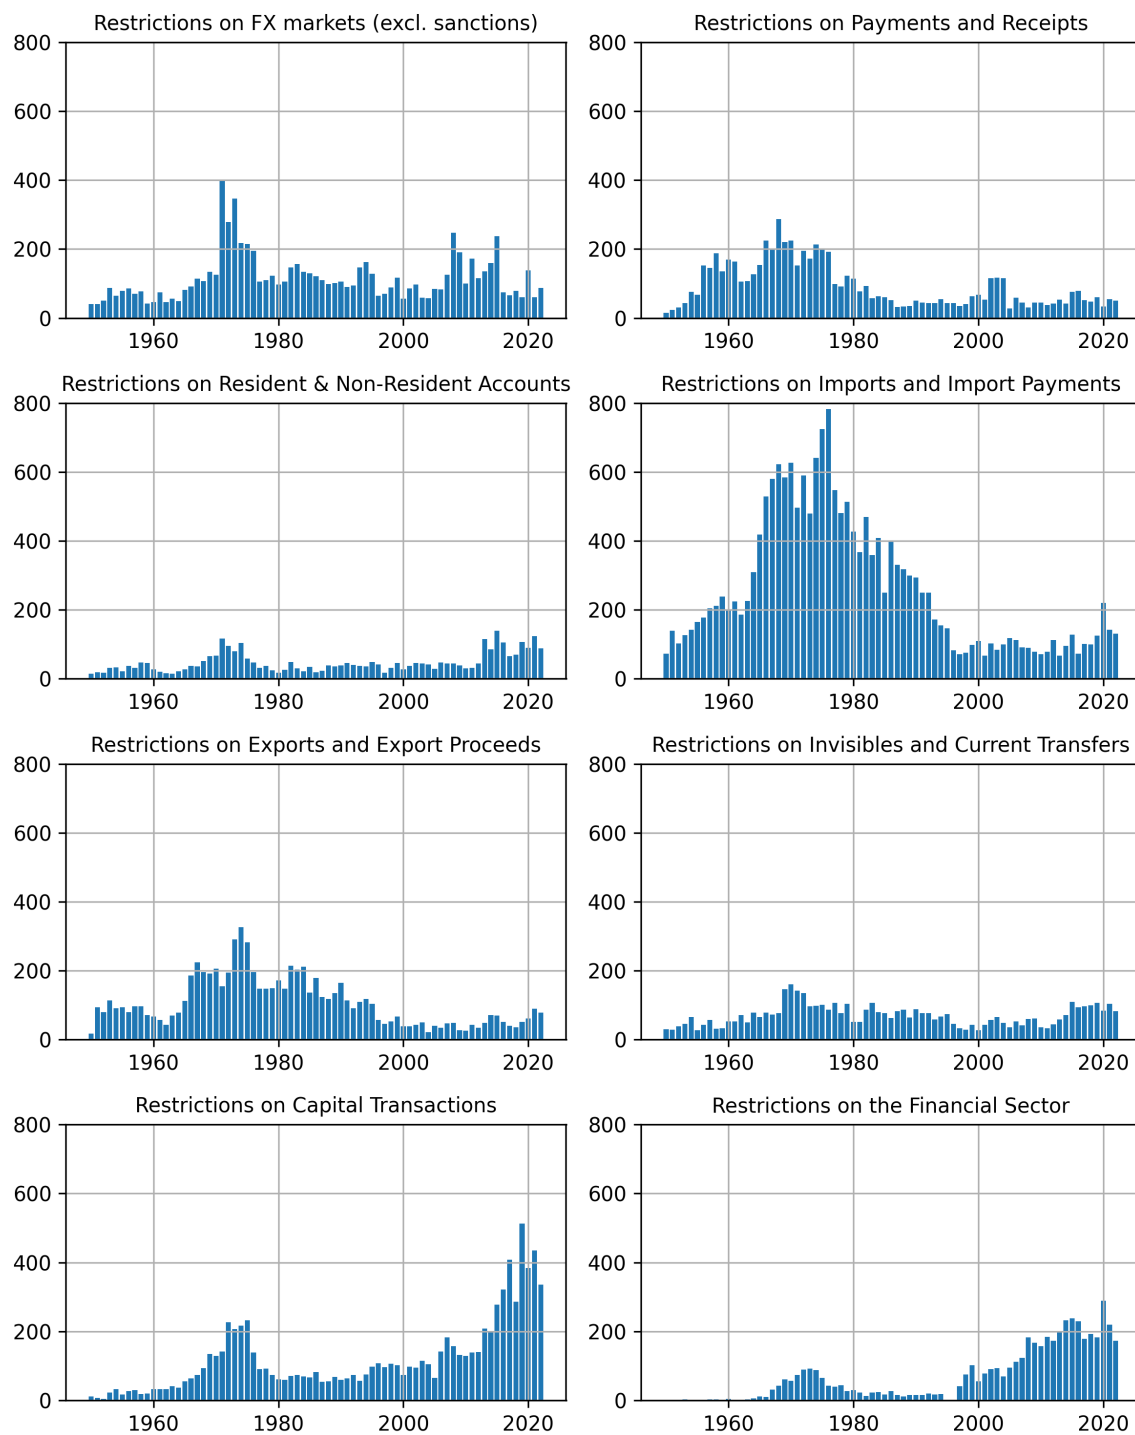 Restrictions on FX markets (excl. sanctions)
800
600
400
200
0
1960 1980 2000 2020
Restrictions on Payments and Receipts
800
600
400
200
0
1960 1980 2000 2020
Restrictions on Resident & Non-Resident Accounts
800
600
400
200
0
1960 1980 2000 2020
Restrictions on Imports and Import Payments
800
600
400
200
0
1960 1980 2000 2020
Restrictions on Exports and Export Proceeds
800
600
400
200
0
1960 1980 2000 2020
Restrictions on Invisibles and Current Transfers
800
600
400
200
0
1960 1980 2000 2020
Restrictions on Capital Transactions
800
600
400
200
0
1960 1980 2000 2020
Restrictions on the Financial Sector
800
600
400
200
0
1960 1980 2000 2020